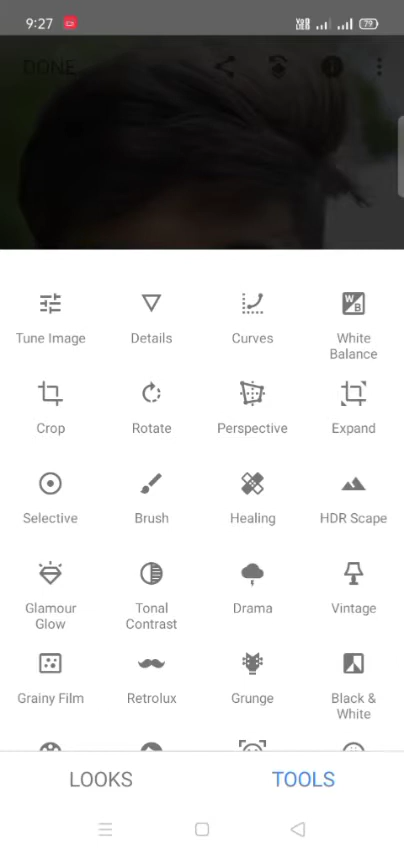 9:27
79
DONE
Tune Image
Details
Curves
W
B
White
Balance
Crop
Rotate
Perspective
Expand
Selective
Brush
Healing
HDR Scape
Glamour
Glow
Tonal
Contrast
Drama
Vintage
Grainy Film
Retrolux
Grunge
Black &
White
LOOKS
TOOLS